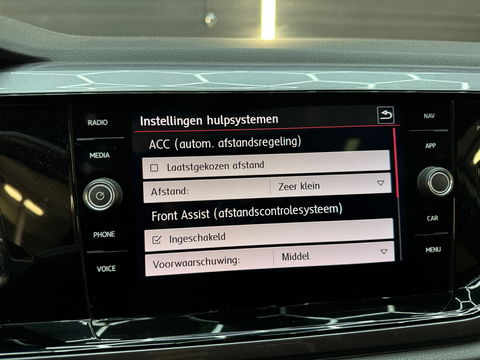 RADIO
MEDIA
PHONE
VOICE
Instellingen hulpsystemen
ACC (autom. afstandsregeling)
Laatstgekozen afstand
Afstand: Zeer klein
Front Assist (afstandscontrolesysteem)
Ingeschakeld
Voorwaarschuwing: Middel
NAV
APP
CAR
MENU